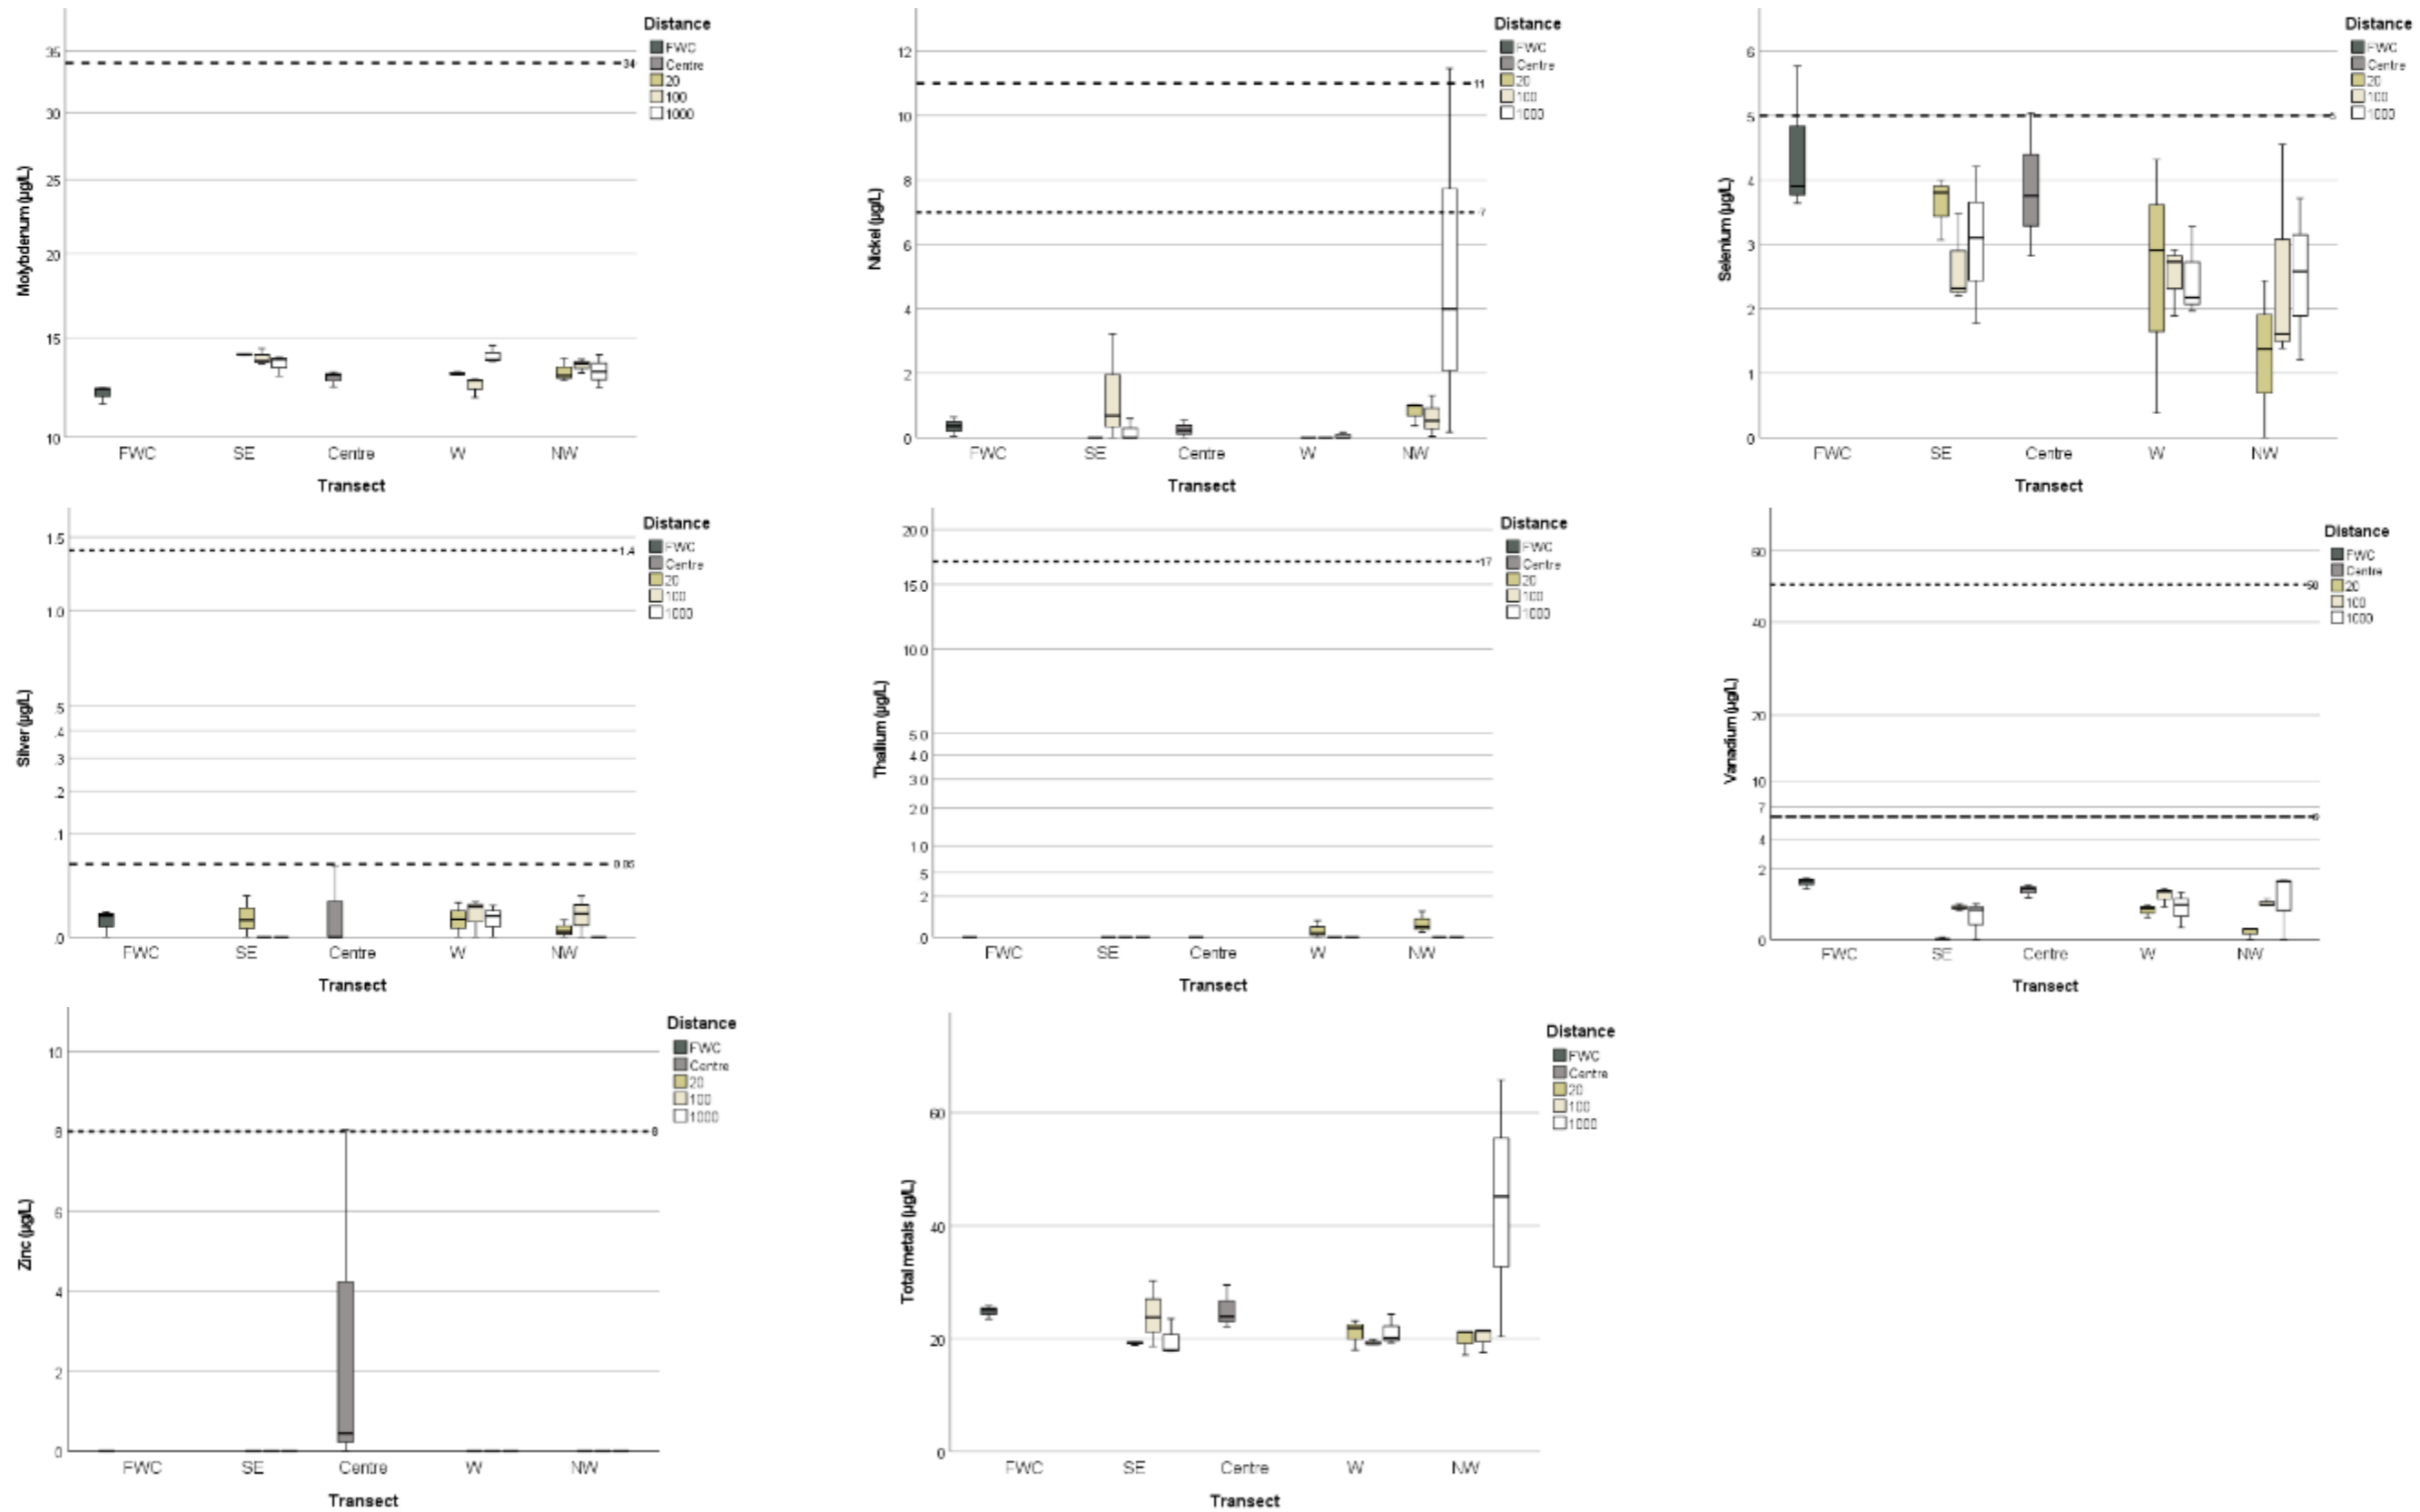 Molybdenum (µg/L)
35
30
25
20
15
10
34
FWC SE Centre W NW
Transect
Distance
FWC
Centre
20
100
1000
Nickel (µg/L)
12
10
8
6
4
2
0
11
7
FWC SE Centre W NW
Transect
Distance
FWC
Centre
20
100
1000
Selenium (µg/L)
6
5
4
3
2
1
0
5
FWC SE Centre W NW
Transect
Distance
FWC
Centre
20
100
1000
Silver (µg/L)
1.5
1.0
.5
.4
.3
.2
.1
.0
1.4
0.05
FWC SE Centre W NW
Transect
Distance
FWC
Centre
20
100
1000
Thallium (µg/L)
20.0
15.0
10.0
5.0
4.0
3.0
2.0
1.0
.5
.2
.0
17
FWC SE Centre W NW
Transect
Distance
FWC
Centre
20
100
1000
Vanadium (µg/L)
60
40
20
10
7
4
2
0
50
6
FWC SE Centre W NW
Transect
Distance
FWC
Centre
20
100
1000
Zinc (µg/L)
10
8
6
4
2
0
8
FWC SE Centre W NW
Transect
Distance
FWC
Centre
20
100
1000
Total metals (µg/L)
60
40
20
0
FWC SE Centre W NW
Transect
Distance
FWC
Centre
20
100
1000